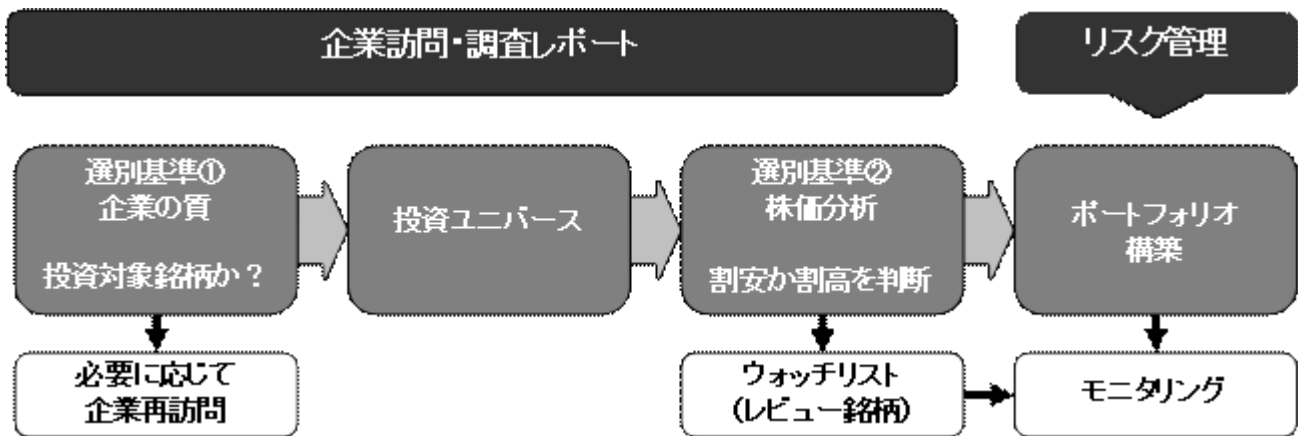 企業訪問・調査レポート
リスク管理
選別基準①
企業の質
投資対象銘柄か？
投資ユニバース
選別基準②
株価分析
割安か割高を判断
ポートフォリオ
構築
必要に応じて
企業再訪問
ウォッチリスト
(レビュー銘柄)
モニタリング